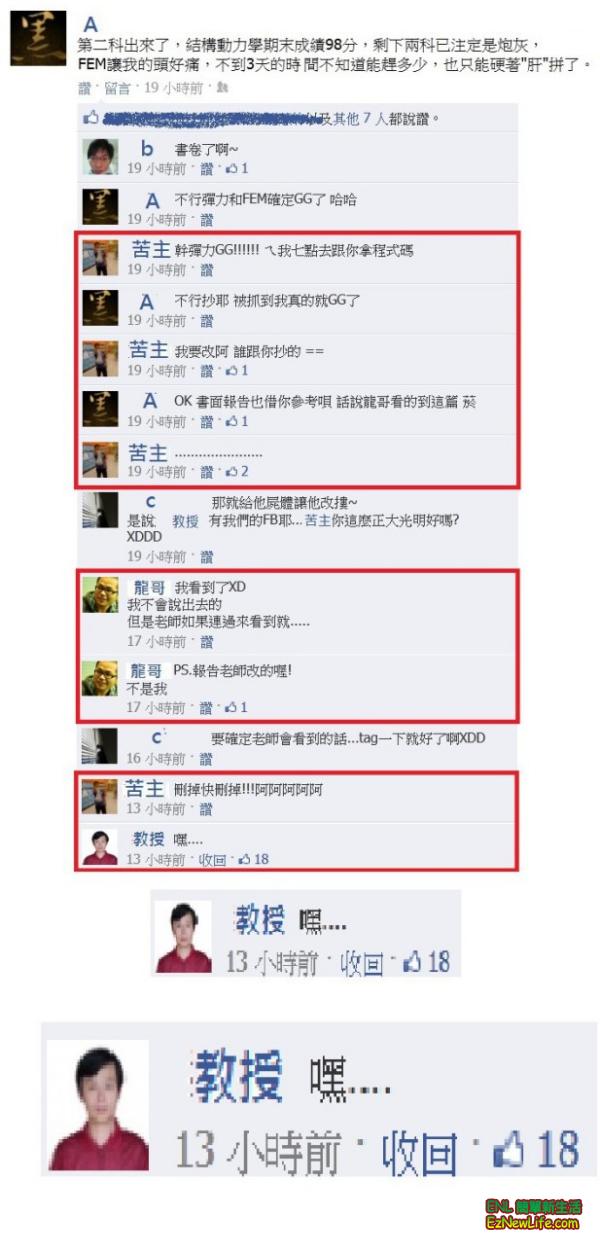 黑
A
第二科出來了，結構動力學期末成績98分，剩下兩科已注定是炮灰，
FEM讓我的頭好痛，不到3天的時間不知道能趕多少，也只能硬著"肝"拼了。
讚 · 留言 · 19 小時前 ·
及其他 7 人都說讚。
b 書卷了啊~
19 小時前 · 讚 · 1
A 不行彈力和FEM確定GG了 哈哈
19 小時前 · 讚
苦主 幹彈力GG!!!!!! ㄟ我七點去跟你拿程式碼
19 小時前 · 讚
A 不行抄耶 被抓到我真的就GG了
19 小時前 · 讚
苦主 我要改阿 誰跟你抄的 ==
19 小時前 · 讚 · 1
A OK 書面報告也借你參考唄 話說龍哥看的到這篇 菸
19 小時前 · 讚 · 1
苦主 ......................
19 小時前 · 讚 · 2
C 那就給他屍體讓他改摟~
是說 教授 有我們的FB耶...苦主你這麼正大光明好嗎?
XDDD
19 小時前 · 讚
龍哥 我看到了XD
我不會說出去的
但是老師如果連過來看到就.....
17 小時前 · 讚
龍哥 PS.報告老師改的喔!
不是我
17 小時前 · 讚 · 1
C 要確定老師會看到的話...tag一下就好了啊XDD
16 小時前 · 讚
苦主 刪掉快刪掉!!!阿阿阿阿阿
13 小時前 · 讚
教授 嘿....
13 小時前 · 收回 · 18
教授 嘿....
13 小時前 · 收回 · 18
教授 嘿....
13 小時前 · 收回 · 18
ENL 簡單新生活
EzNewLife.com